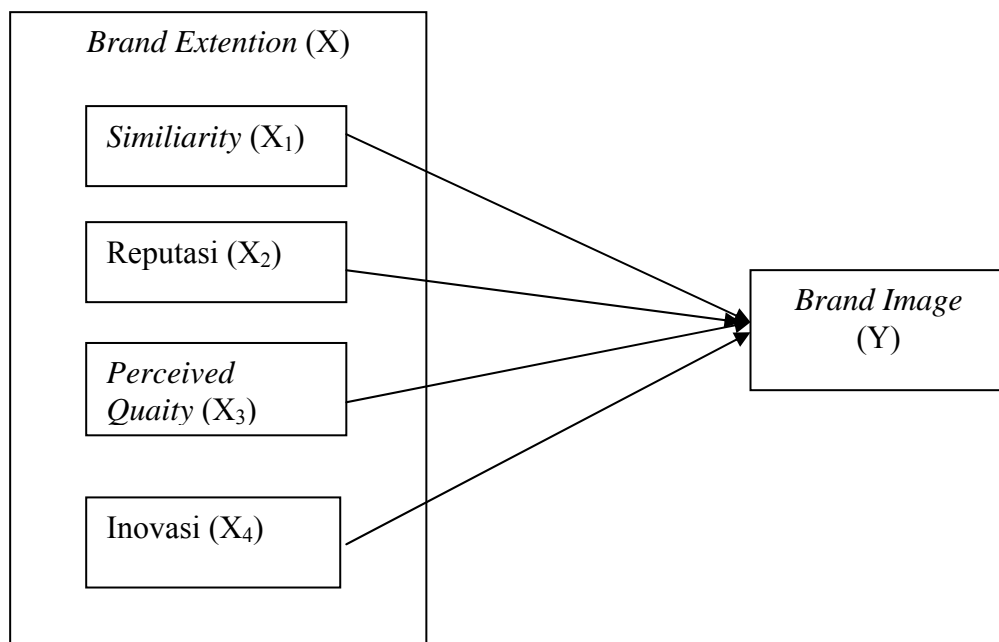 Brand Extention (X)
Similiarity (X₁)
Reputasi (X₂)
Perceived
Quaity (X₃)
Inovasi (X₄)
Brand Image
(Y)